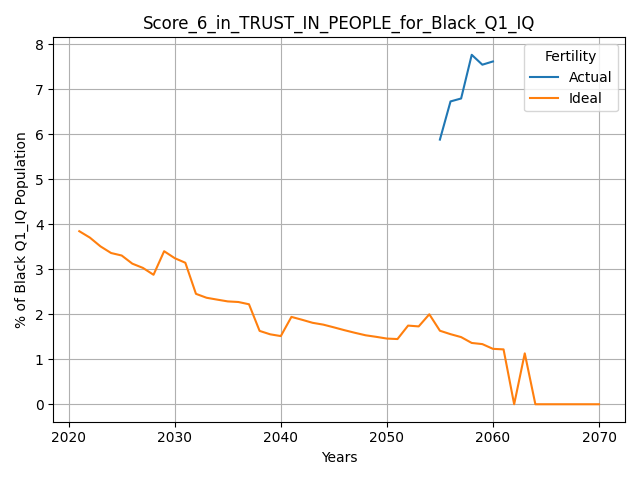 Score_6_in_TRUST_IN_PEOPLE_for_Black_Q1_IQ
% of Black Q1_IQ Population
8
7
6
5
4
3
2
1
0
Fertility
Actual
Ideal
2020 2030 2040 2050 2060 2070
Years